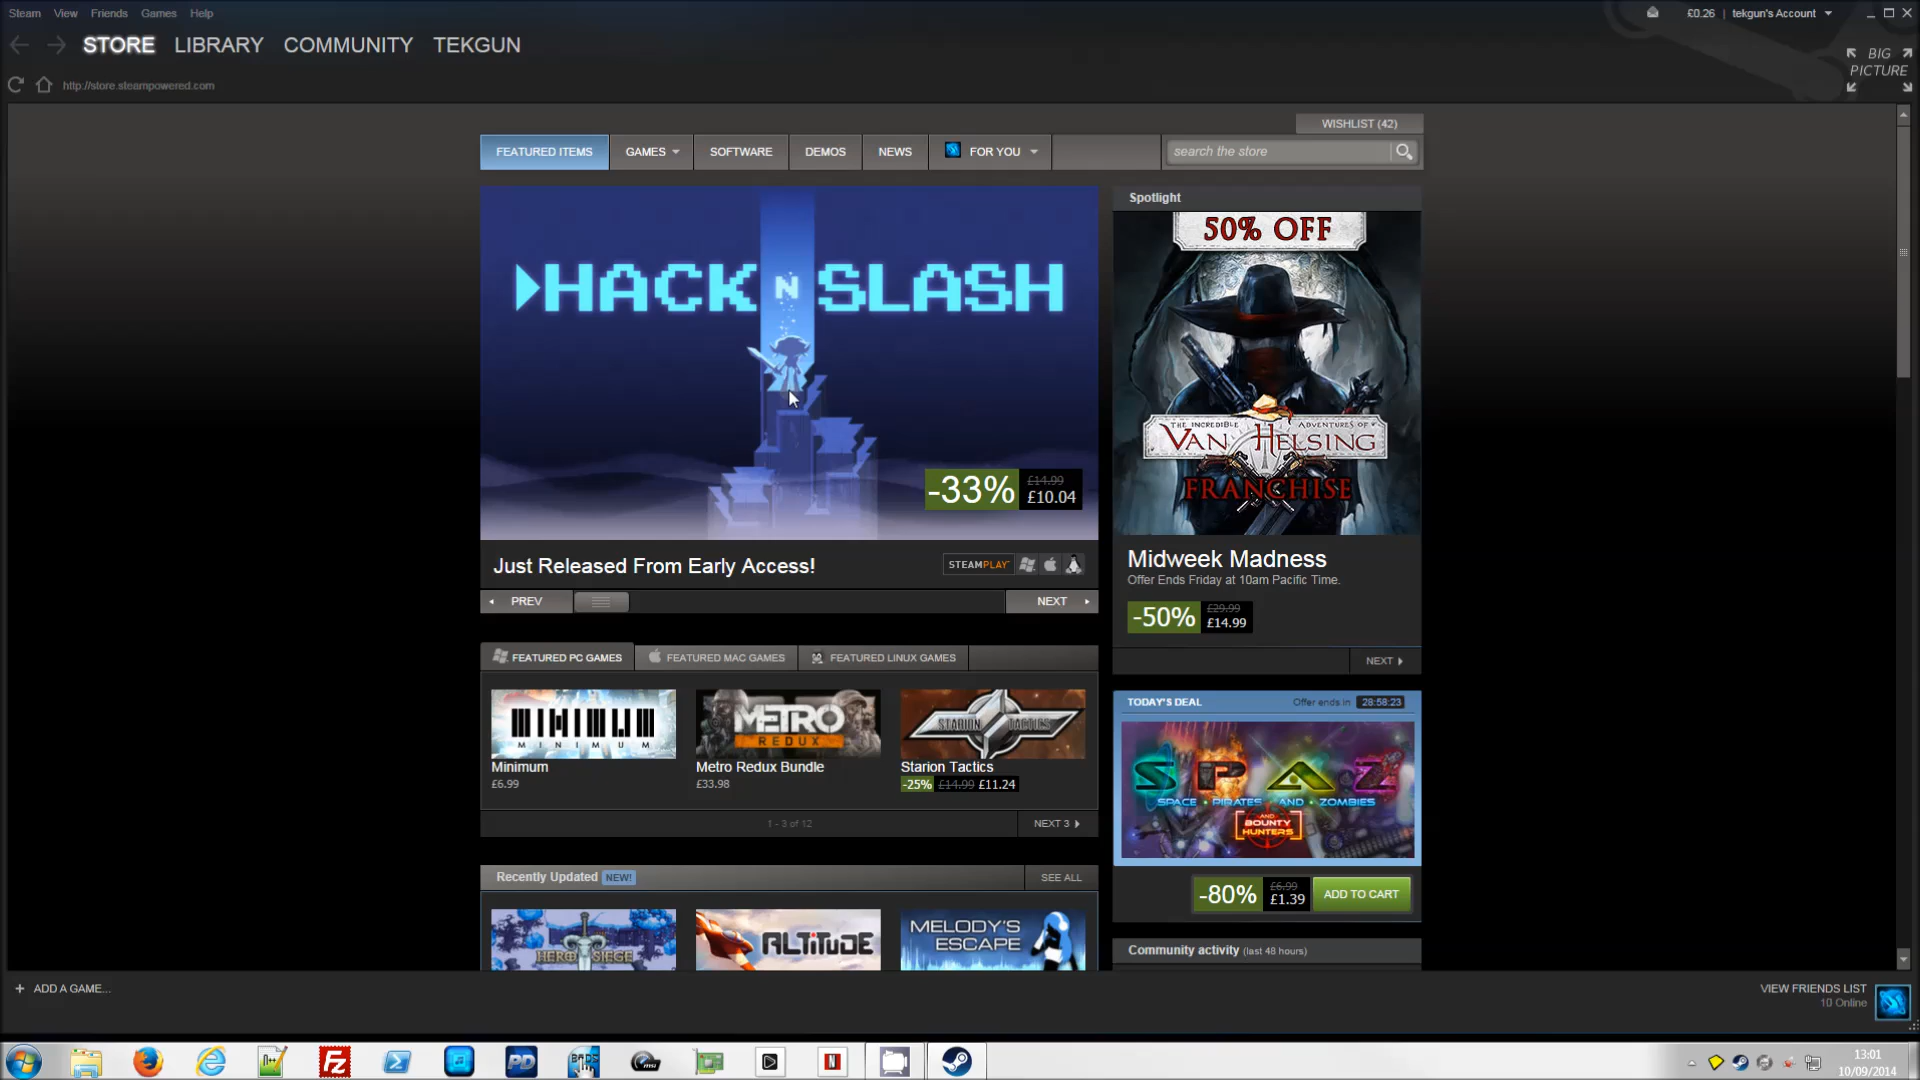 Steam View Friends Games Help
£0.26 | tekgun's Account
STORE LIBRARY COMMUNITY TEKGUN
BIG
PICTURE
http://store.steampowered.com
WISHLIST (42)
FEATURED ITEMS GAMES SOFTWARE DEMOS NEWS FOR YOU search the store
HACK N SLASH
-33% £14.99
£10.04
Just Released From Early Access! STEAMPLAY
PREV NEXT
Spotlight
50% OFF
THE INCREDIBLE ADVENTURES OF
VAN HELSING
FRANCHISE
Midweek Madness
Offer Ends Friday at 10am Pacific Time.
-50% £29.99
£14.99
NEXT
FEATURED PC GAMES FEATURED MAC GAMES FEATURED LINUX GAMES
MINIMUM
METRO
REDUX
STARION TACTICS
Minimum Metro Redux Bundle Starion Tactics
£6.99 £33.98 -25% £14.99 £11.24
1 - 3 of 12 NEXT 3
TODAY'S DEAL Offer ends in 28:58:23
S.P.A.Z
SPACE • PIRATES • AND • ZOMBIES
AND
BOUNTY
HUNTERS
-80% £6.99
£1.39 ADD TO CART
Recently Updated NEW! SEE ALL
HERO SIEGE
ALTITUDE
MELODY'S
ESCAPE
Community activity (last 48 hours)
+ ADD A GAME...
VIEW FRIENDS LIST
10 Online
Fz
PD
msi
N
13:01
10/09/2014